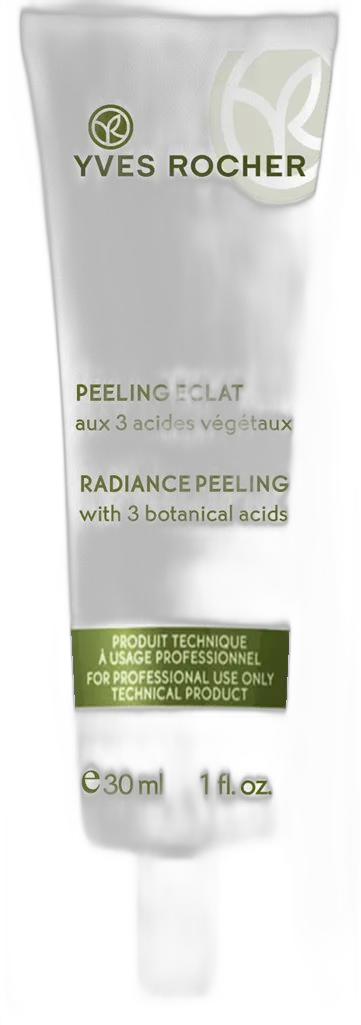 YVES ROCHER
PEELING ECLAT
aux 3 acides végétaux
RADIANCE PEELING
with 3 botanical acids
PRODUIT TECHNIQUE
À USAGE PROFESSIONNEL
FOR PROFESSIONAL USE ONLY
TECHNICAL PRODUCT
e 30 ml 1 fl. oz.